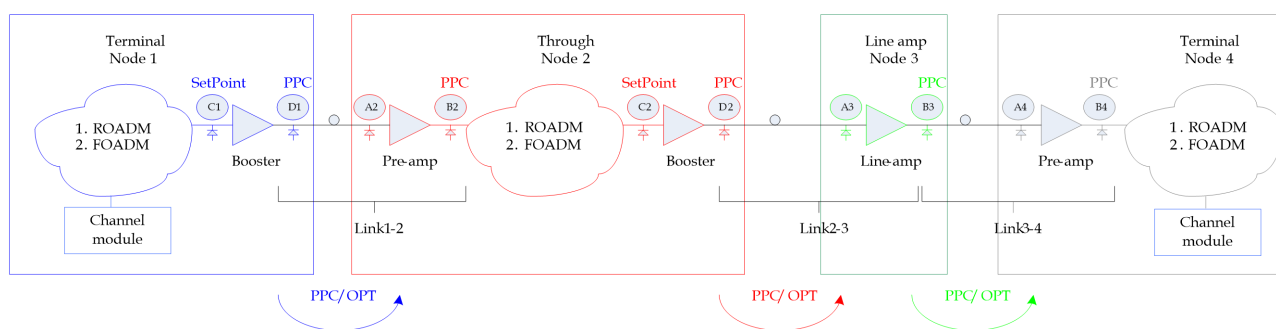 Terminal
Node 1
Through
Node 2
Line amp
Node 3
Terminal
Node 4
SetPoint
PPC
PPC
SetPoint
PPC
PPC
PPC
C1
D1
A2
B2
C2
D2
A3
B3
A4
B4
1. ROADM
2. FOADM
1. ROADM
2. FOADM
1. ROADM
2. FOADM
Booster
Pre-amp
Booster
Line-amp
Pre-amp
Channel
module
Link1-2
Link2-3
Link3-4
Channel
module
PPC/OPT
PPC/OPT
PPC/OPT